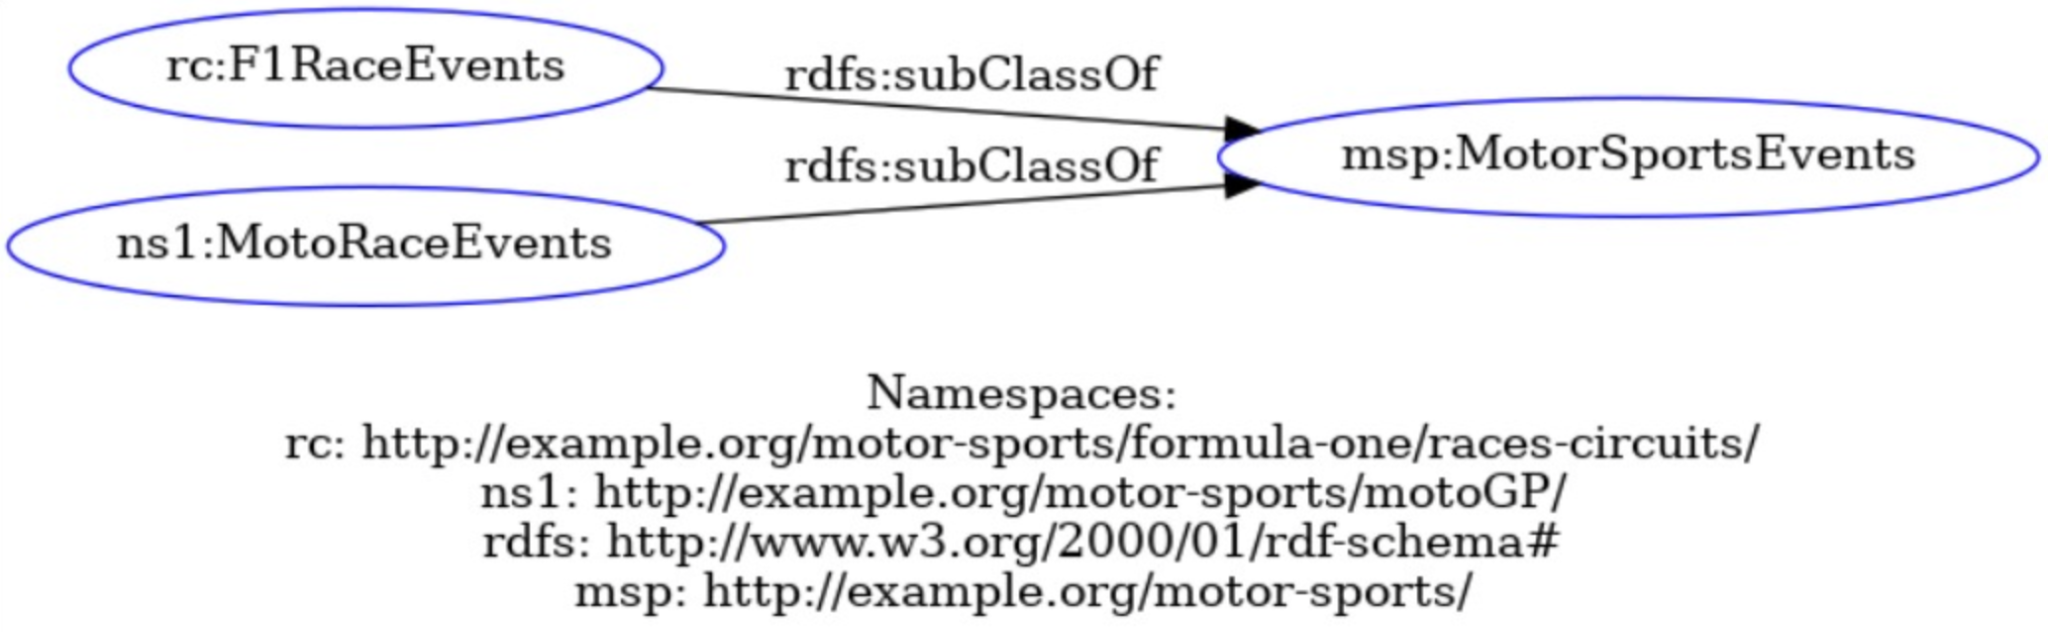 rc:F1RaceEvents
rdfs:subClassOf
msp:MotorSportsEvents
rdfs:subClassOf
ns1:MotoRaceEvents
Namespaces:
rc: http://example.org/motor-sports/formula-one/races-circuits/
ns1: http://example.org/motor-sports/motoGP/
rdfs: http://www.w3.org/2000/01/rdf-schema#
msp: http://example.org/motor-sports/